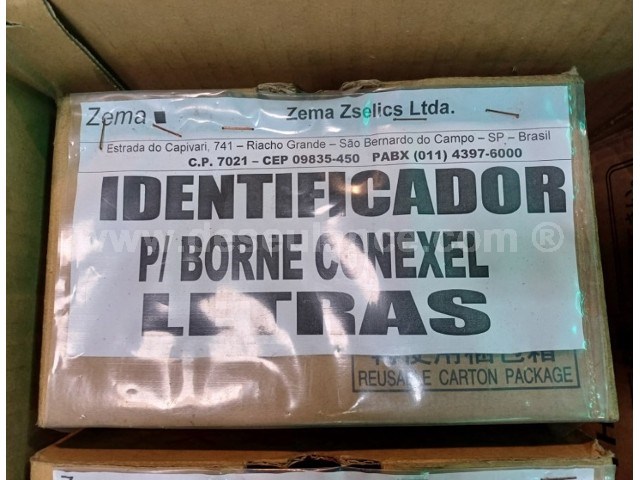 Zema
Zema Zselics Ltda.
Estrada do Capivari, 741 – Riacho Grande – São Bernardo do Campo – SP – Brasil
C.P. 7021 – CEP 09835-450 PABX (011) 4397-6000
IDENTIFICADOR
P/ BORNE CONEXEL
LETRAS
REUSABLE CARTON PACKAGE